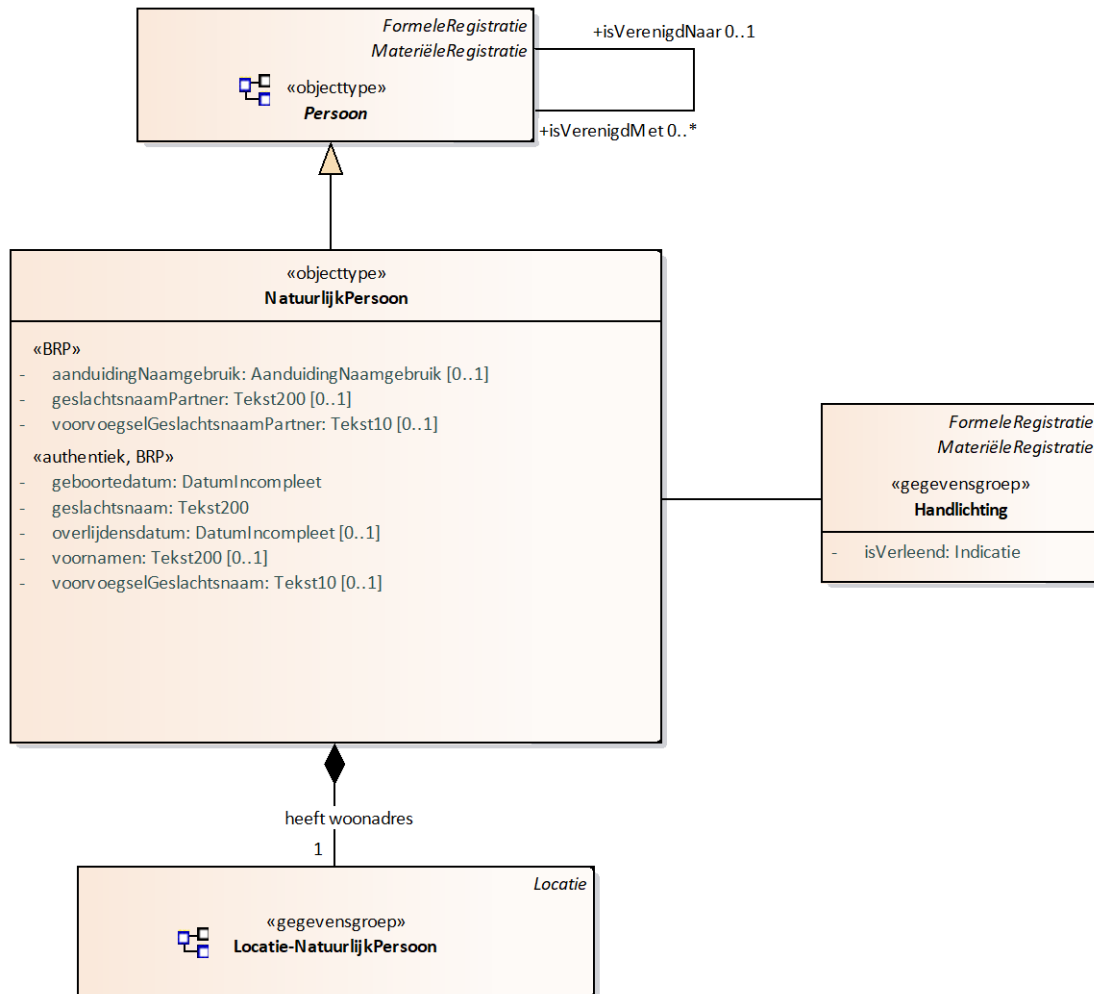 FormeleRegistratie
MateriëleRegistratie
«objecttype»
Persoon
+isVerenigdNaar 0..1
+isVerenigdMet 0..*
«objecttype»
NatuurlijkPersoon
«BRP»
- aanduidingNaamgebruik: AanduidingNaamgebruik [0..1]
- geslachtsnaamPartner: Tekst200 [0..1]
- voorvoegselGeslachtsnaamPartner: Tekst10 [0..1]
«authentiek, BRP»
- geboortedatum: DatumIncompleet
- geslachtsnaam: Tekst200
- overlijdensdatum: DatumIncompleet [0..1]
- voornamen: Tekst200 [0..1]
- voorvoegselGeslachtsnaam: Tekst10 [0..1]
FormeleRegistratie
MateriëleRegistratie
«gegevensgroep»
Handlichting
- isVerleend: Indicatie
heeft woonadres
1
Locatie
«gegevensgroep»
Locatie-NatuurlijkPersoon